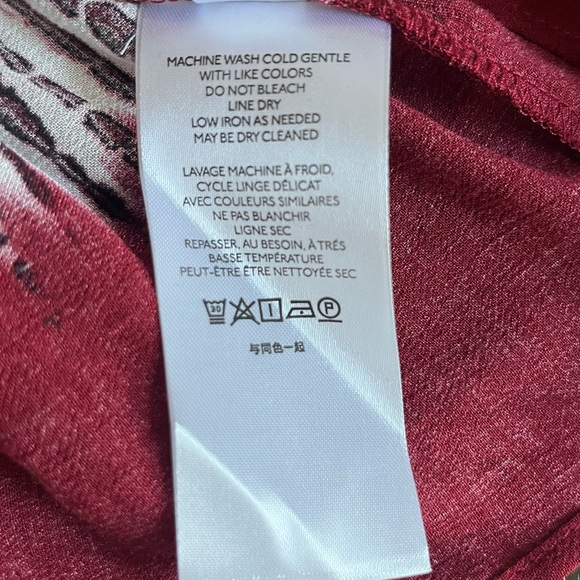 MACHINE WASH COLD GENTLE
WITH LIKE COLORS
DO NOT BLEACH
LINE DRY
LOW IRON AS NEEDED
MAY BE DRY CLEANED
LAVAGE MACHINE À FROID,
CYCLE LINGE DÉLICAT
AVEC COULEURS SIMILAIRES
NE PAS BLANCHIR
LIGNE SEC
REPASSER, AU BESOIN, À TRÉS
BASSE TEMPÉRATURE
PEUT-ÊTRE ÊTRE NETTOYÉE SEC
30 P
与同色一起